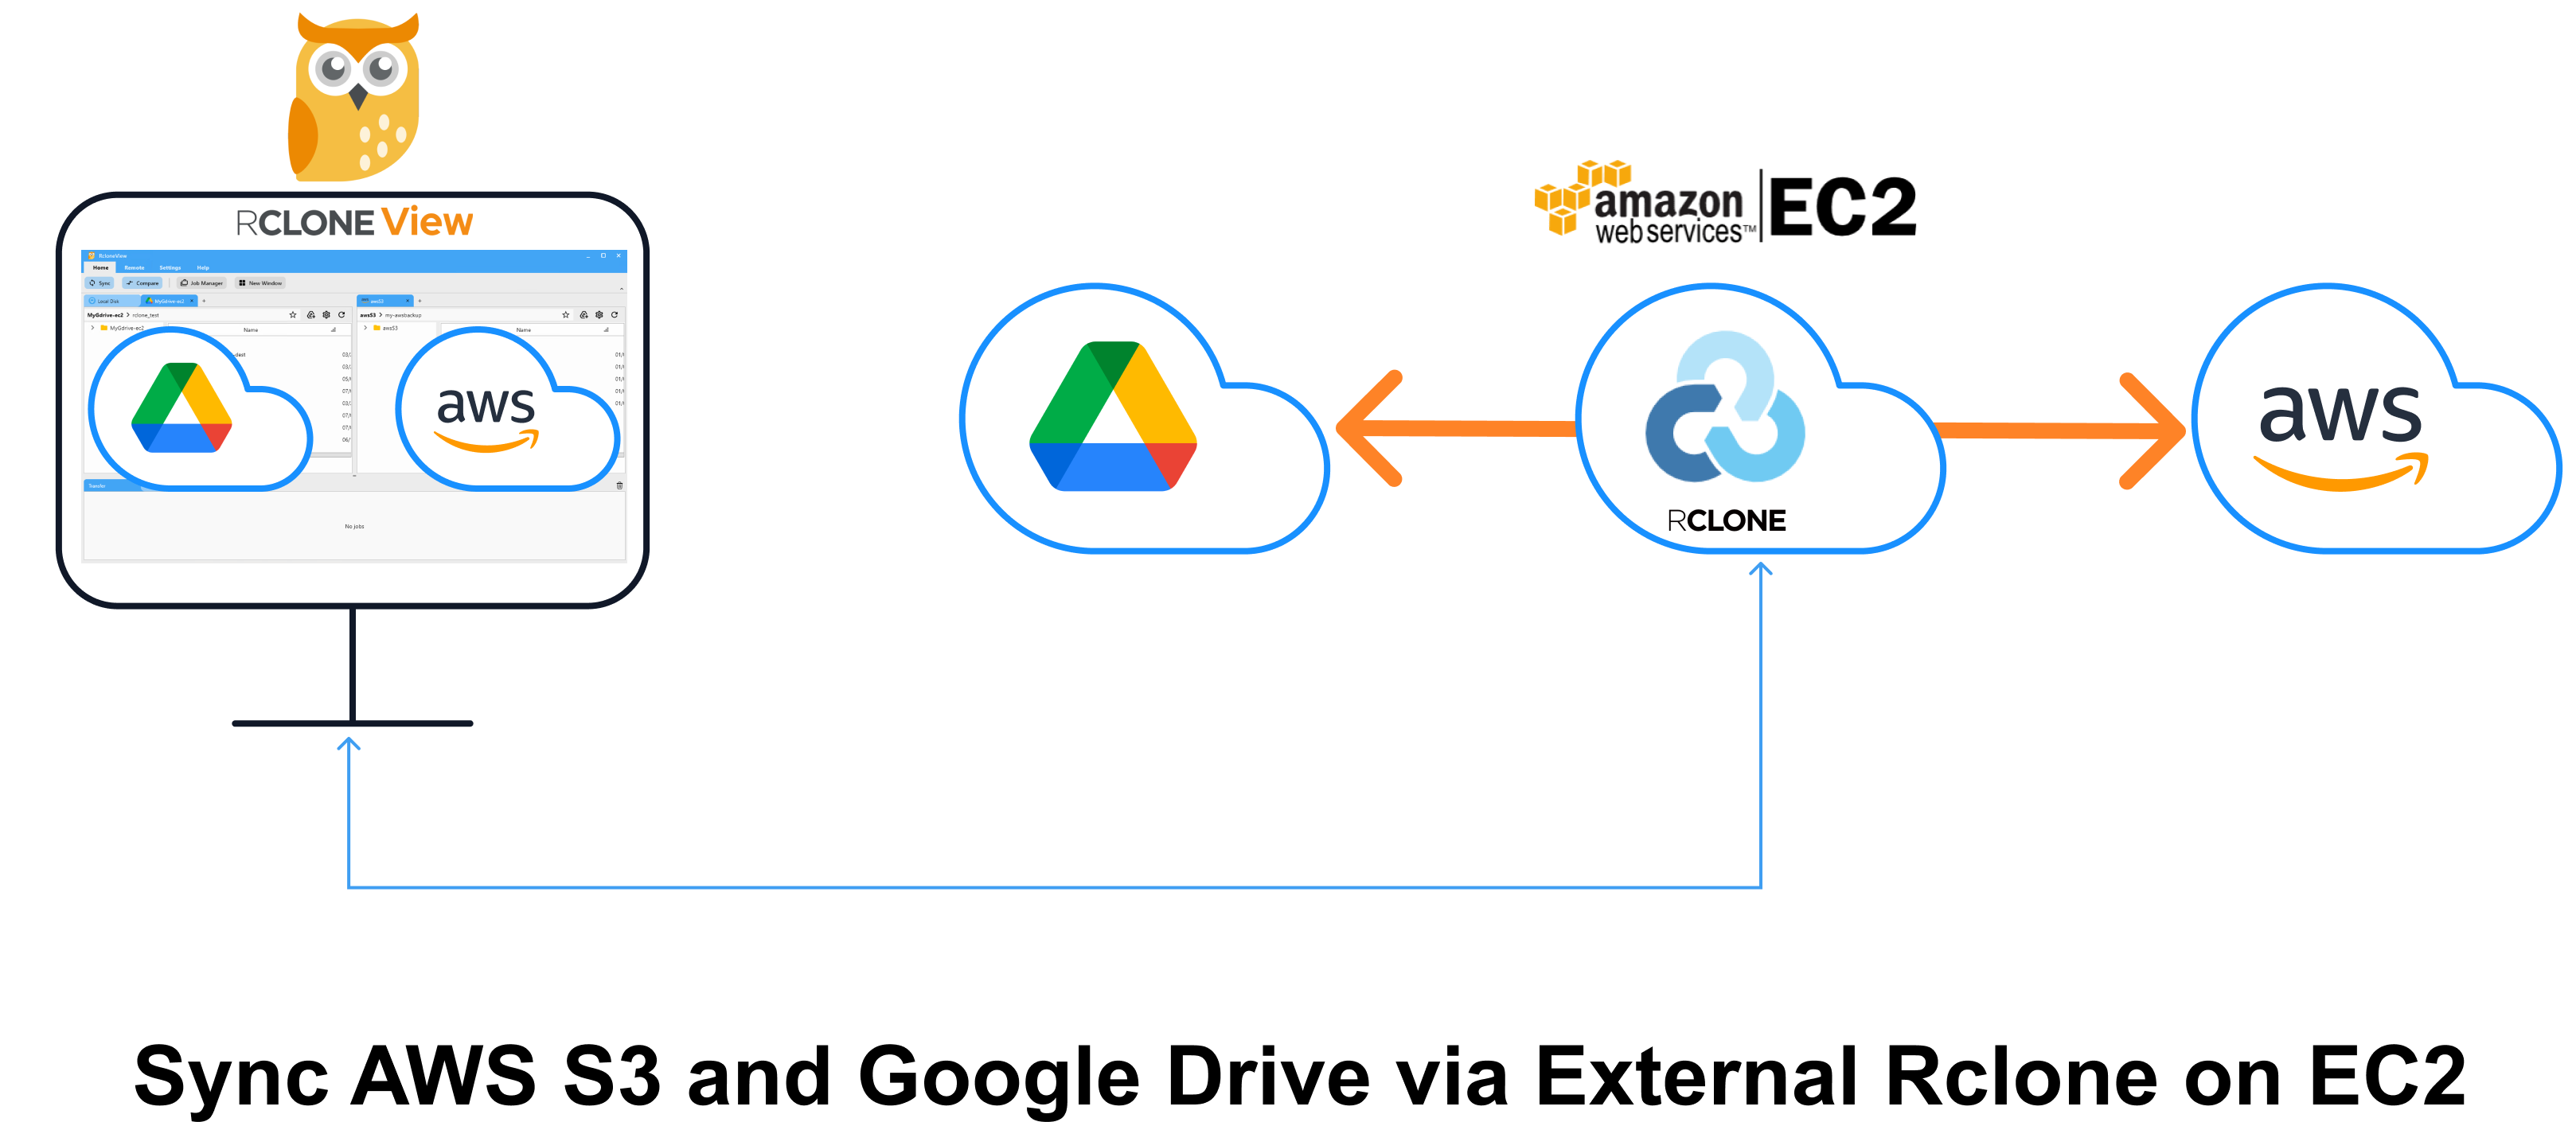 RCLONE View
RcloneView
Home Remote Settings Help
Sync Compare Job Manager New Window
Local Disk MyGdrive-ec2 × +
aws53 × +
MyGdrive-ec2 > rclone_test
aws53 > my-awsbackup
MyGdrive-ec2
Name
aws53
Name
aws
Transfer
No jobs
amazon
web services™
EC2
RCLONE
aws
Sync AWS S3 and Google Drive via External Rclone on EC2